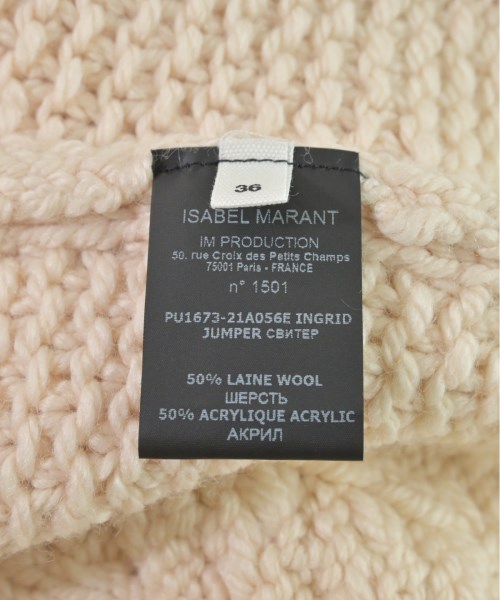 36
ISABEL MARANT
IM PRODUCTION
50, rue Croix des Petits Champs
75001 Paris - FRANCE
n° 1501
PU1673-21A056E INGRID
JUMPER СВИТЕР
50% LAINE WOOL
ШЕРСТЬ
50% ACRYLIQUE ACRYLIC
АКРИЛ